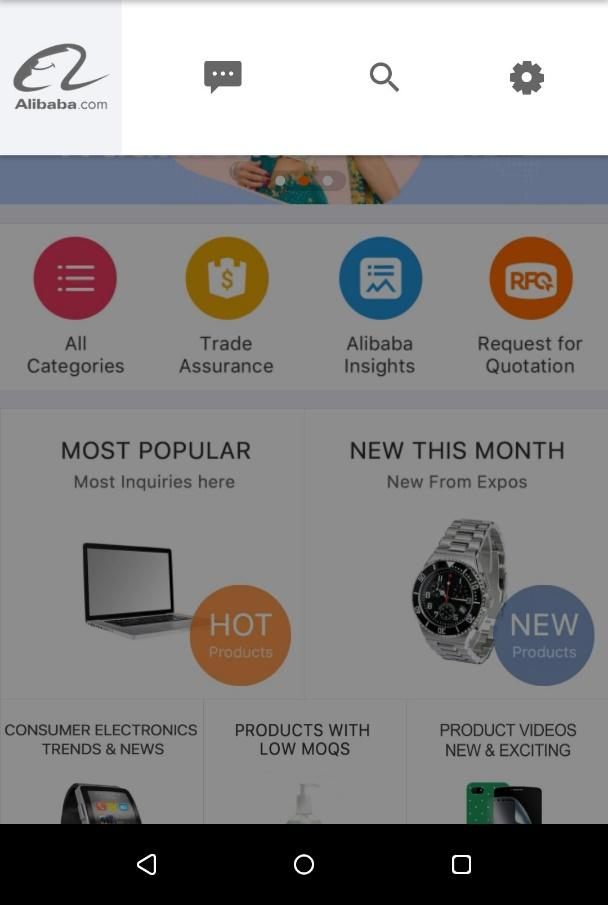 Alibaba.com
All
Categories
Trade
Assurance
Alibaba
Insights
RFQ
Request for
Quotation
MOST POPULAR
Most Inquiries here
HOT
Products
NEW THIS MONTH
New From Expos
NEW
Products
CONSUMER ELECTRONICS
TRENDS & NEWS
PRODUCTS WITH
LOW MOQS
PRODUCT VIDEOS
NEW & EXCITING